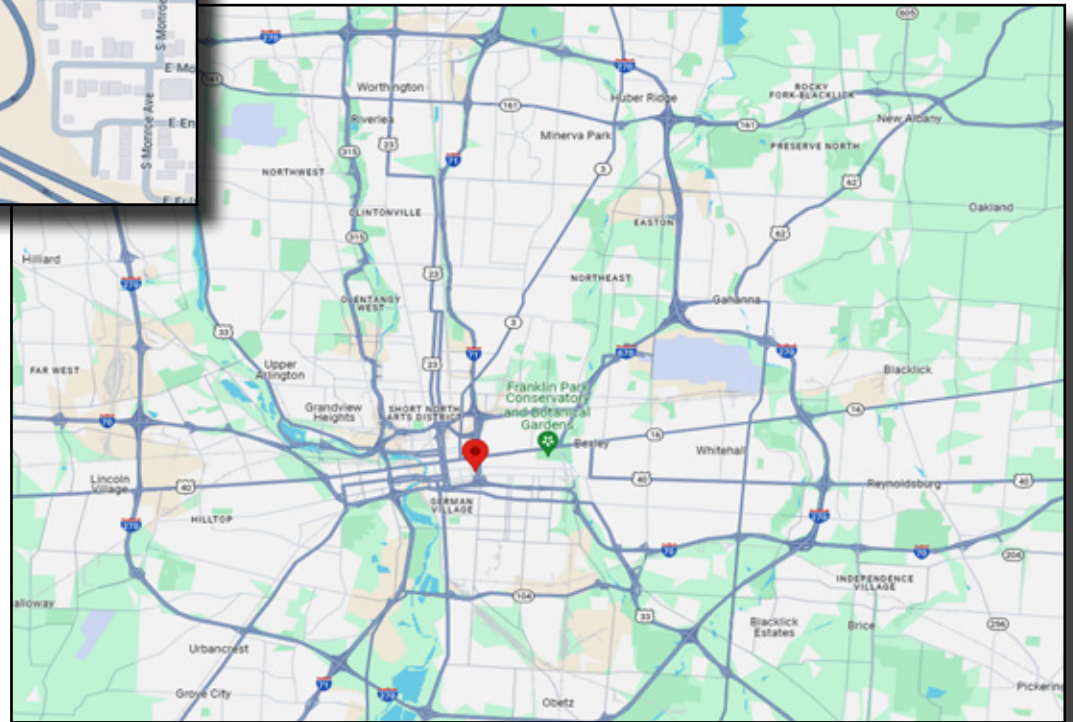 S Monroe
E Mo
S Monroe Ave
E En
270
605
161
Worthington
270
ROCKY
FORK-BLACKLICK
Huber Ridge
161
Riverlea
New Albany
161
Minerva Park
315
23
71
PRESERVE NORTH
NORTHWEST
3
62
CLINTONVILLE
Oakland
EASTON
62
315
Hilliard
23
NORTHEAST
270
OLENTANGY
WEST
Gahanna
33
3
71
670
270
23
Upper
Arlington
FAR WEST
Blacklick
Franklin Park
Conservatory
and Botanical
Gardens
Grandview
Heights
SHORT NORTH
ARTS DISTRICT
16
70
16
Bexley
Whitehall
Lincoln
Village
40
40
Reynoldsburg
40
GERMAN
VILLAGE
HILLTOP
270
270
70
70
204
INDEPENDENCE
VILLAGE
104
alloway
33
Blacklick
Estates
Brice
256
Urbancrest
71
270
Grove City
Obetz
Pickering